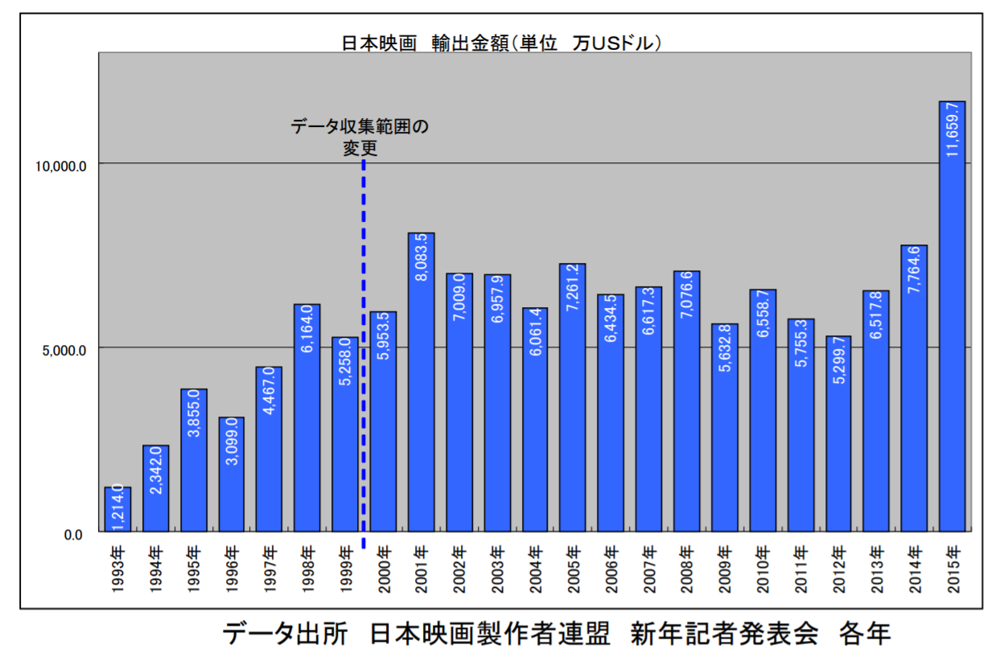 日本映画　輸出金額(単位　万USドル)
データ収集範囲の
変更
10,000.0
5,000.0
0.0
1,214.0
2,342.0
3,855.0
3,099.0
4,467.0
6,164.0
5,258.0
5,953.5
8,083.5
7,009.0
6,957.9
6,061.4
7,261.2
6,434.5
6,617.3
7,076.6
5,632.8
6,558.7
5,755.3
5,299.7
6,517.8
7,764.6
11,659.7
1993年
1994年
1995年
1996年
1997年
1998年
1999年
2000年
2001年
2002年
2003年
2004年
2005年
2006年
2007年
2008年
2009年
2010年
2011年
2012年
2013年
2014年
2015年
データ出所　日本映画製作者連盟　新年記者発表会　各年